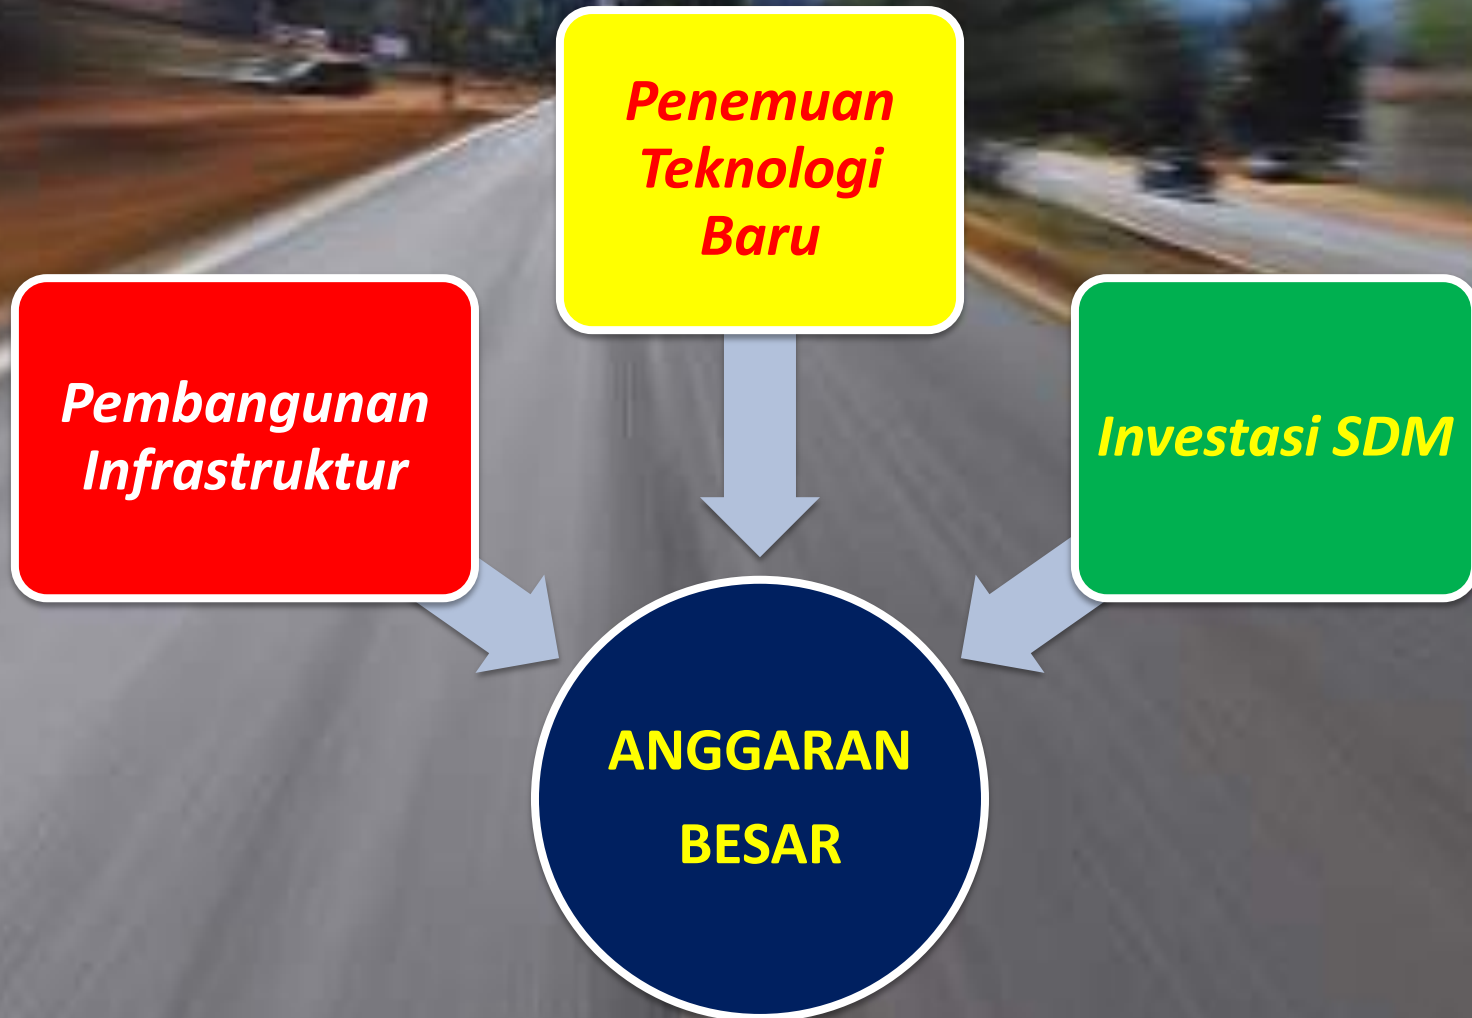 Penemuan
Teknologi
Baru
Pembangunan
Infrastruktur
Investasi SDM
ANGGARAN
BESAR